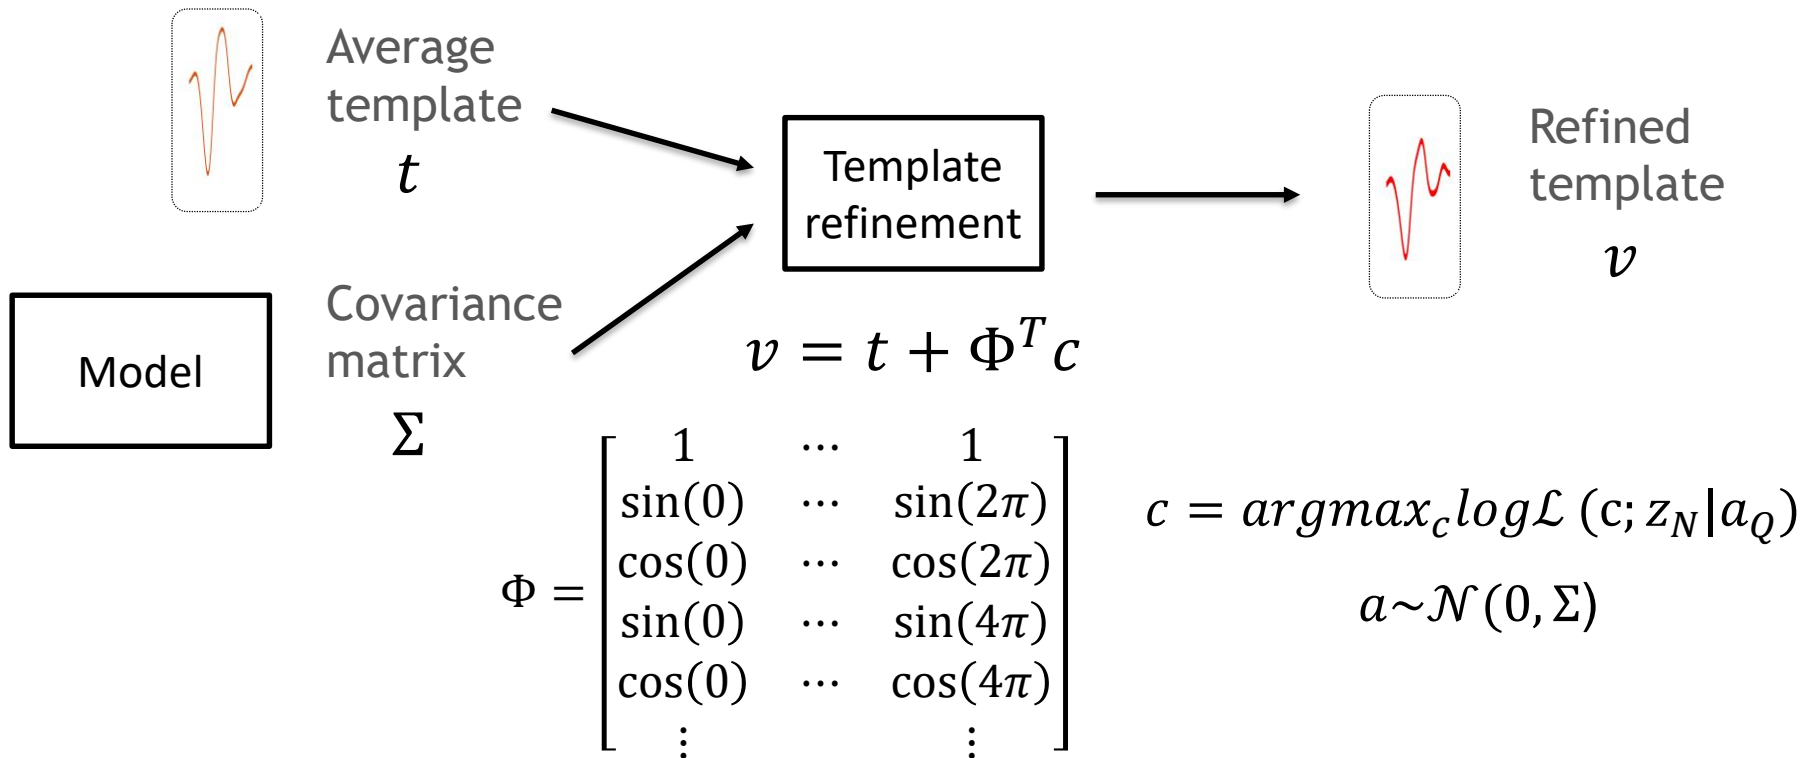 Average
template
t
Template
refinement
Refined
template
v
Model
Covariance
matrix
Σ
v = t + Φ^T c
Φ = [ 1 ⋯ 1
sin(0) ⋯ sin(2π)
cos(0) ⋯ cos(2π)
sin(0) ⋯ sin(4π)
cos(0) ⋯ cos(4π)
⋮ ⋮ ]
c = argmax_c logℒ (c; z_N|a_Q)
a~𝒩(0, Σ)